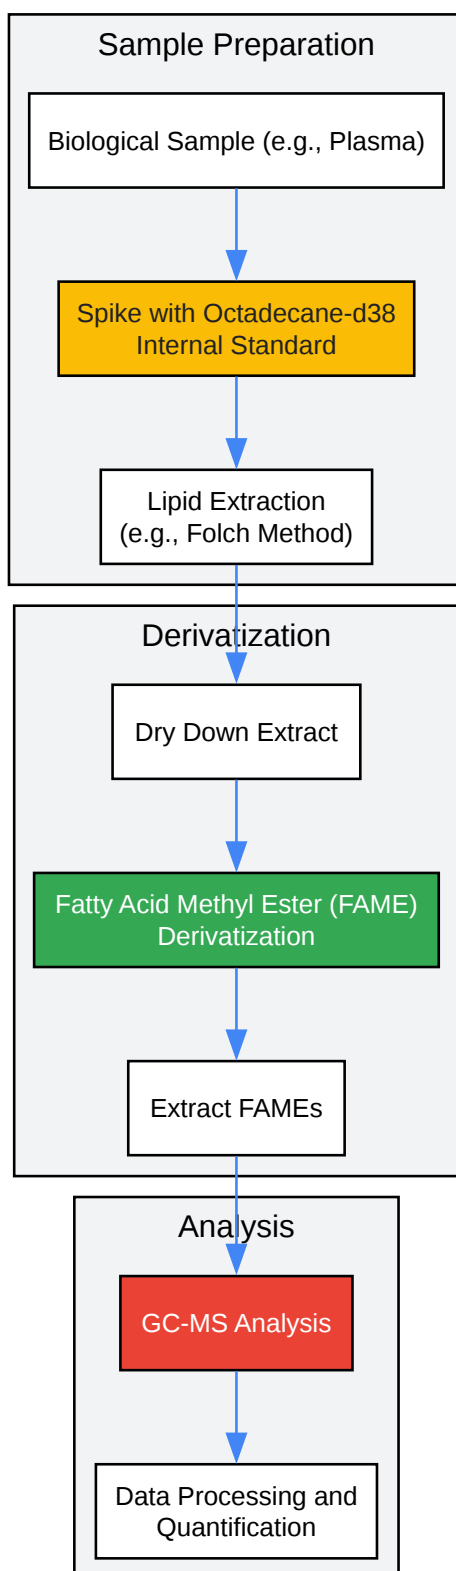 Sample Preparation
Biological Sample (e.g., Plasma)
Spike with Octadecane-d38
Internal Standard
Lipid Extraction
(e.g., Folch Method)
Derivatization
Dry Down Extract
Fatty Acid Methyl Ester (FAME)
Derivatization
Extract FAMEs
Analysis
GC-MS Analysis
Data Processing and
Quantification